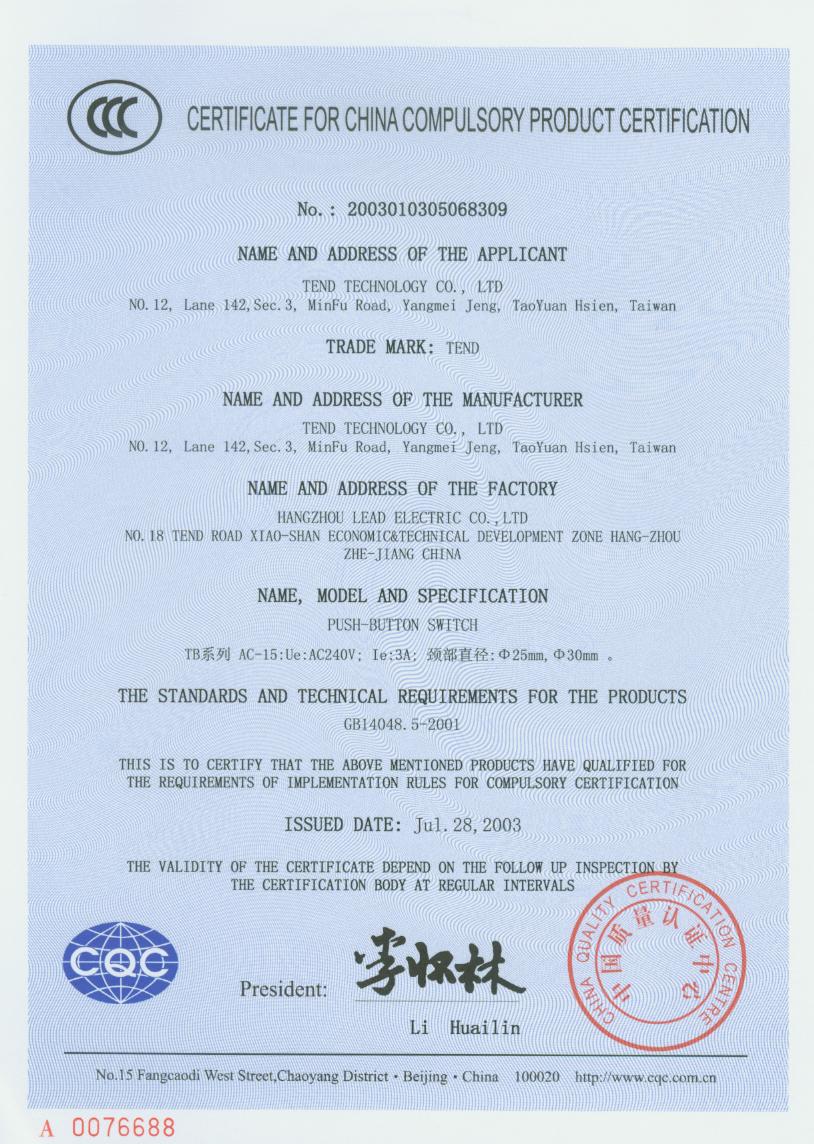 CCC
CERTIFICATE FOR CHINA COMPULSORY PRODUCT CERTIFICATION
No.: 2003010305068309
NAME AND ADDRESS OF THE APPLICANT
TEND TECHNOLOGY CO., LTD
NO.12, Lane 142,Sec.3, MinFu Road, Yangmei Jeng, TaoYuan Hsien, Taiwan
TRADE MARK: TEND
NAME AND ADDRESS OF THE MANUFACTURER
TEND TECHNOLOGY CO., LTD
NO.12, Lane 142,Sec.3, MinFu Road, Yangmei Jeng, TaoYuan Hsien, Taiwan
NAME AND ADDRESS OF THE FACTORY
HANGZHOU LEAD ELECTRIC CO.,LTD
NO.18 TEND ROAD XIAO-SHAN ECONOMIC&TECHNICAL DEVELOPMENT ZONE HANG-ZHOU
ZHE-JIANG CHINA
NAME, MODEL AND SPECIFICATION
PUSH-BUTTON SWITCH
TB系列 AC-15:Ue:AC240V; Ie:3A; 颈部直径:Φ25mm,Φ30mm 。
THE STANDARDS AND TECHNICAL REQUIREMENTS FOR THE PRODUCTS
GB14048.5-2001
THIS IS TO CERTIFY THAT THE ABOVE MENTIONED PRODUCTS HAVE QUALIFIED FOR
THE REQUIREMENTS OF IMPLEMENTATION RULES FOR COMPULSORY CERTIFICATION
ISSUED DATE: Jul.28,2003
THE VALIDITY OF THE CERTIFICATE DEPEND ON THE FOLLOW UP INSPECTION BY
THE CERTIFICATION BODY AT REGULAR INTERVALS
CHINA QUALITY CERTIFICATION CENTRE
中国质量认证中心
CQC
President: 李怀林
Li Huailin
No.15 Fangcaodi West Street,Chaoyang District·Beijing·China 100020 http://www.cqc.com.cn
A 0076688